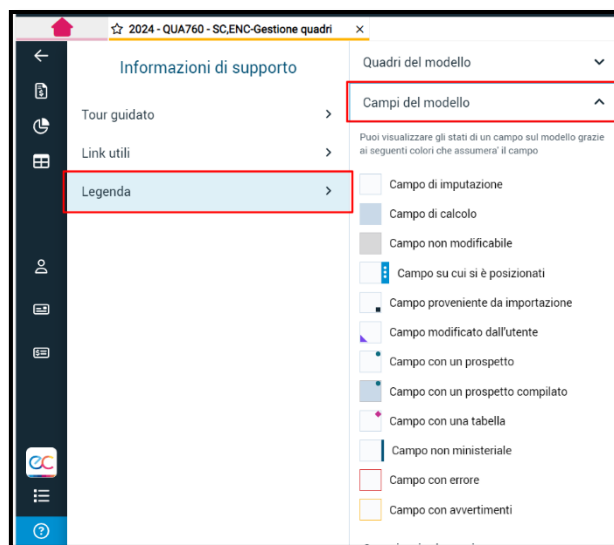 2024 - QUA760 - SC,ENC-Gestione quadri
Informazioni di supporto
Tour guidato
Link utili
Legenda
Quadri del modello
Campi del modello
Puoi visualizzare gli stati di un campo sul modello grazie
ai seguenti colori che assumera' il campo
Campo di imputazione
Campo di calcolo
Campo non modificabile
Campo su cui si è posizionati
Campo proveniente da importazione
Campo modificato dall'utente
Campo con un prospetto
Campo con un prospetto compilato
Campo con una tabella
Campo non ministeriale
Campo con errore
Campo con avvertimenti